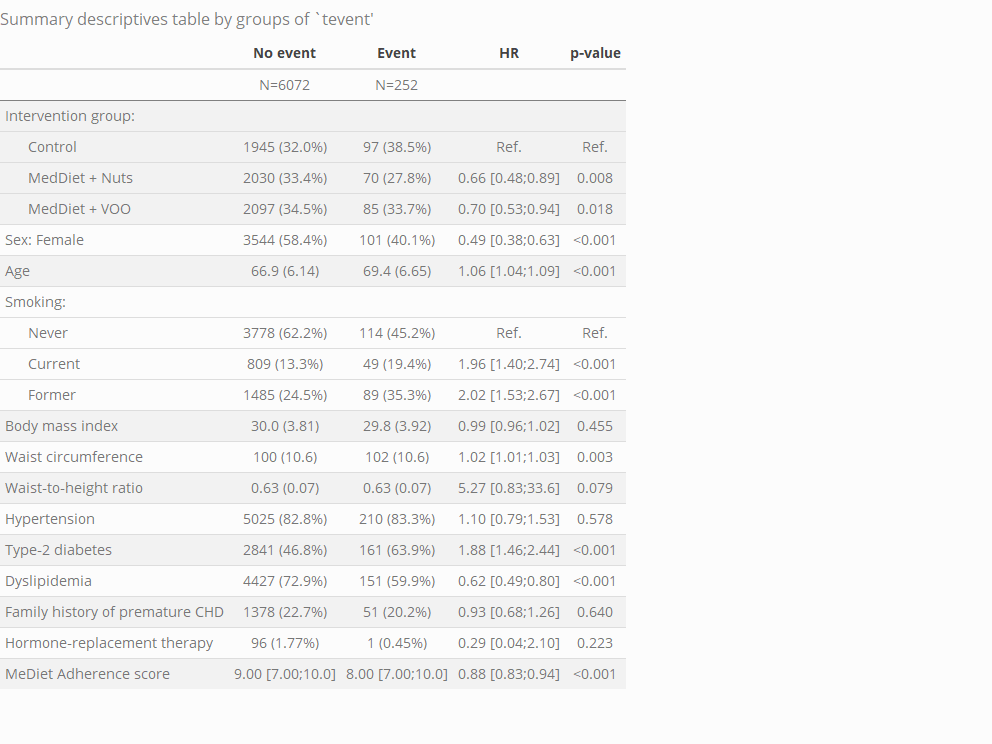 Summary descriptives table by groups of `tevent'
No event Event HR p-value
N=6072 N=252
Intervention group:
Control 1945 (32.0%) 97 (38.5%) Ref. Ref.
MedDiet + Nuts 2030 (33.4%) 70 (27.8%) 0.66 [0.48;0.89] 0.008
MedDiet + VOO 2097 (34.5%) 85 (33.7%) 0.70 [0.53;0.94] 0.018
Sex: Female 3544 (58.4%) 101 (40.1%) 0.49 [0.38;0.63] <0.001
Age 66.9 (6.14) 69.4 (6.65) 1.06 [1.04;1.09] <0.001
Smoking:
Never 3778 (62.2%) 114 (45.2%) Ref. Ref.
Current 809 (13.3%) 49 (19.4%) 1.96 [1.40;2.74] <0.001
Former 1485 (24.5%) 89 (35.3%) 2.02 [1.53;2.67] <0.001
Body mass index 30.0 (3.81) 29.8 (3.92) 0.99 [0.96;1.02] 0.455
Waist circumference 100 (10.6) 102 (10.6) 1.02 [1.01;1.03] 0.003
Waist-to-height ratio 0.63 (0.07) 0.63 (0.07) 5.27 [0.83;33.6] 0.079
Hypertension 5025 (82.8%) 210 (83.3%) 1.10 [0.79;1.53] 0.578
Type-2 diabetes 2841 (46.8%) 161 (63.9%) 1.88 [1.46;2.44] <0.001
Dyslipidemia 4427 (72.9%) 151 (59.9%) 0.62 [0.49;0.80] <0.001
Family history of premature CHD 1378 (22.7%) 51 (20.2%) 0.93 [0.68;1.26] 0.640
Hormone-replacement therapy 96 (1.77%) 1 (0.45%) 0.29 [0.04;2.10] 0.223
MeDiet Adherence score 9.00 [7.00;10.0] 8.00 [7.00;10.0] 0.88 [0.83;0.94] <0.001